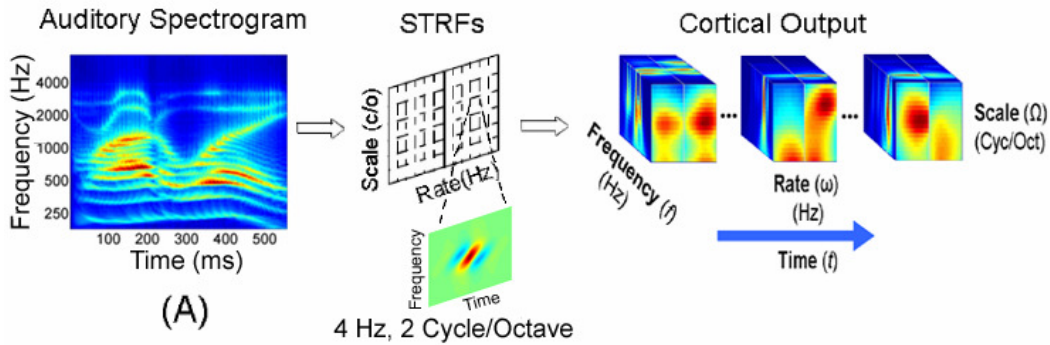 Auditory Spectrogram
STRFs
Cortical Output
Frequency (Hz)
4000
2000
1000
500
250
100 200 300 400 500
Time (ms)
(A)
Scale (c/o)
Rate(Hz)
Frequency
Time
4 Hz, 2 Cycle/Octave
...
...
Scale (Ω)
(Cyc/Oct)
Frequency (f)
(Hz)
Rate (ω)
(Hz)
Time (t)